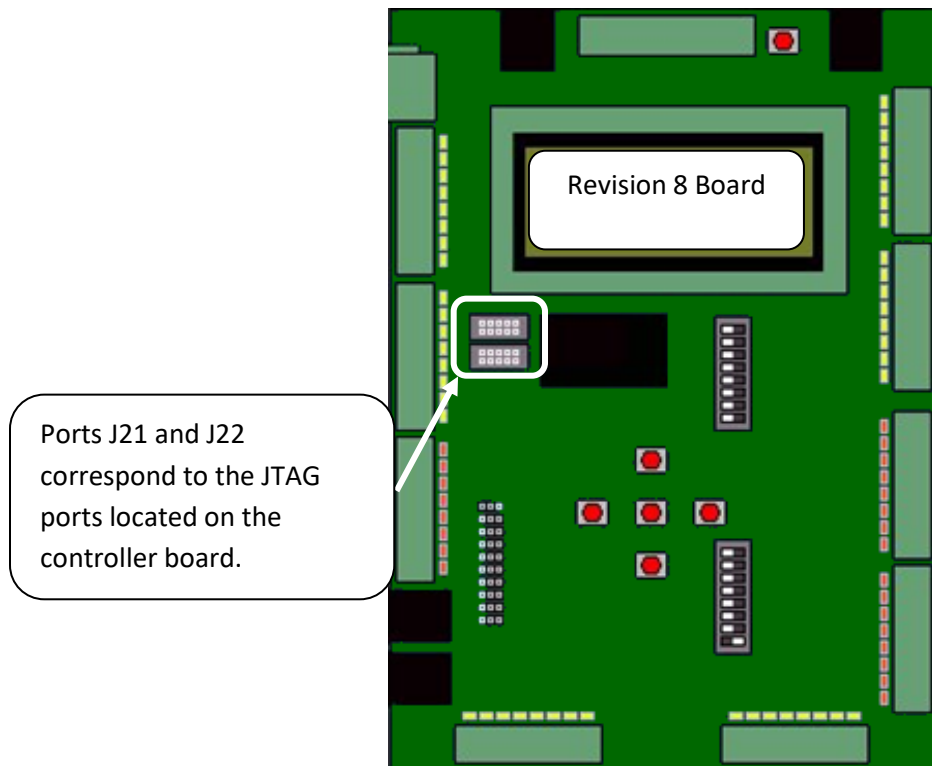 Revision 8 Board
Ports J21 and J22
correspond to the JTAG
ports located on the
controller board.